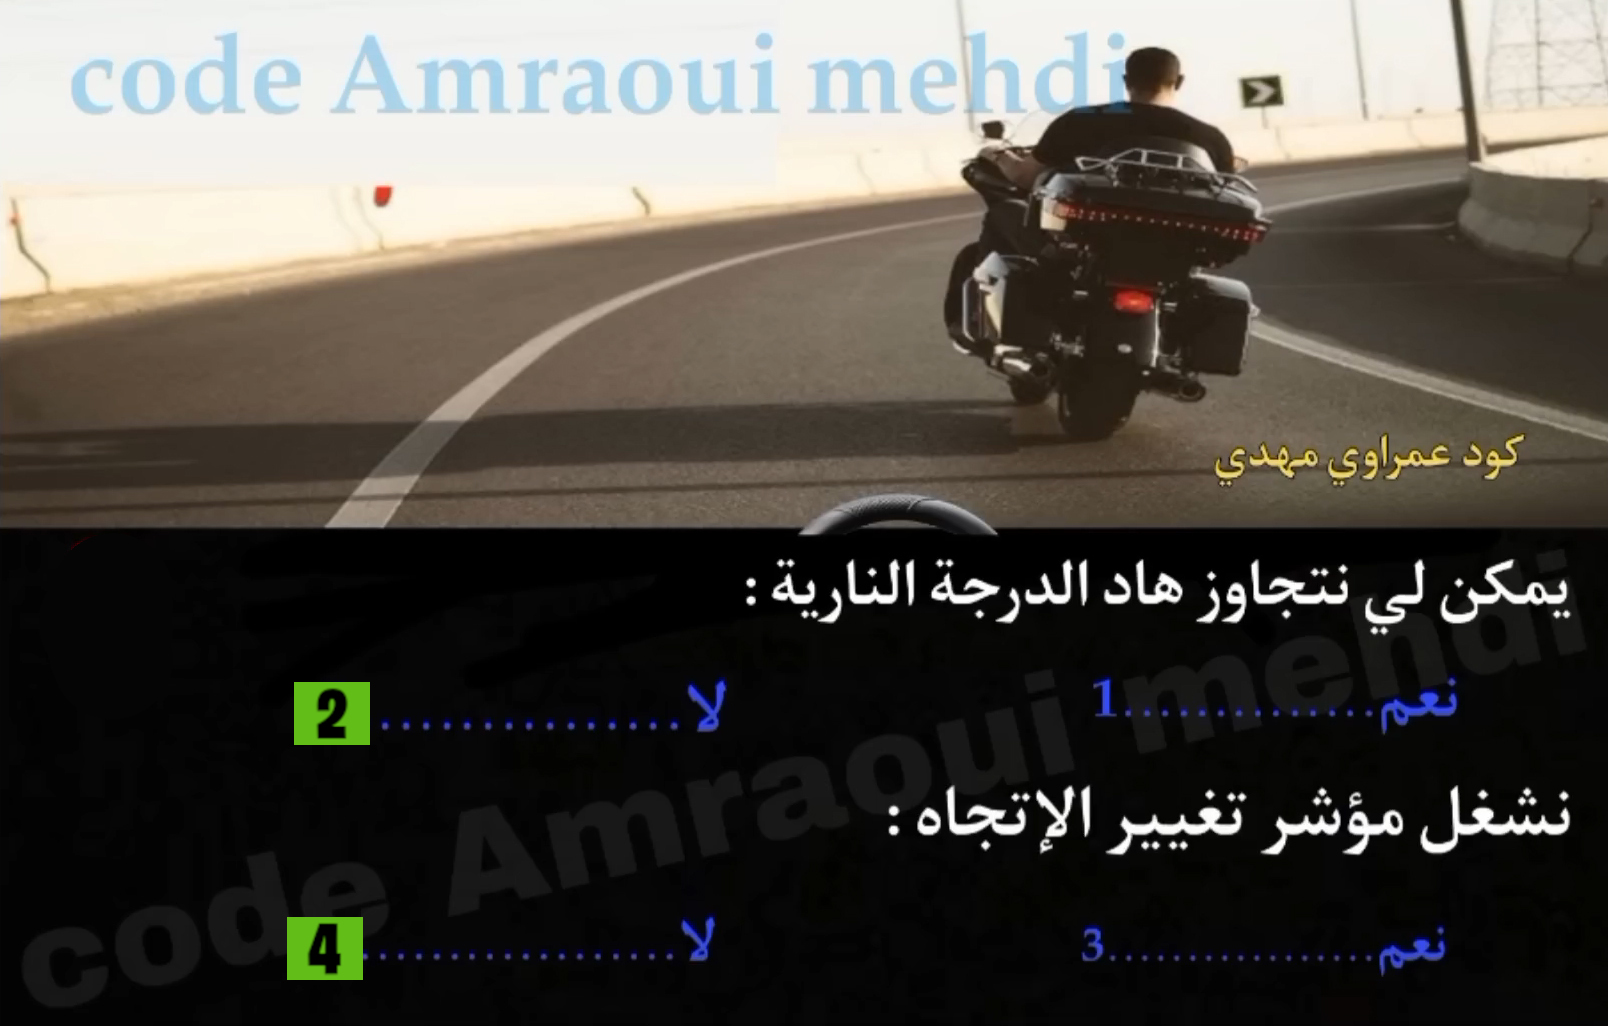 code Amraoui mehdi
كود عمراوي مهدي
يمكن لي نتجاوز هاد الدرجة النارية :
نعم..............1 لا...............2
نشغل مؤشر تغيير الإتجاه :
نعم.................3 لا..................4
code Amraoui mehdi